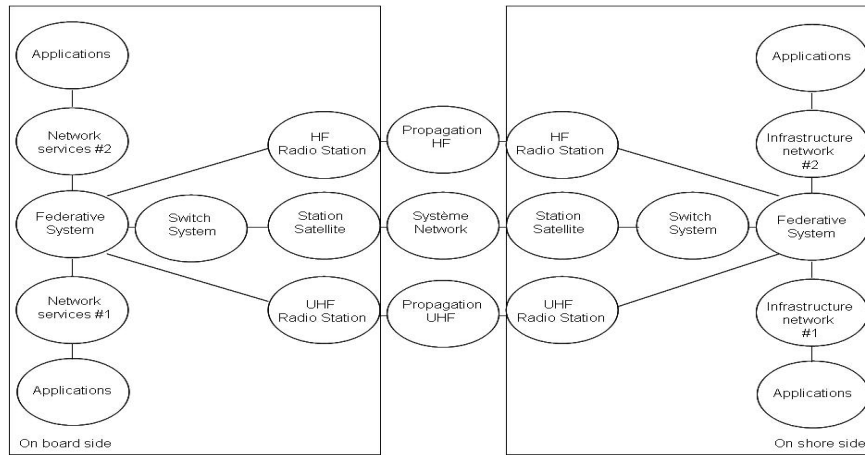 Applications
Network
services #2
Federative
System
Network
services #1
Applications
On board side
Switch
System
HF
Radio Station
Station
Satellite
UHF
Radio Station
Propagation
HF
Système
Network
Propagation
UHF
HF
Radio Station
Station
Satellite
UHF
Radio Station
Switch
System
Applications
Infrastructure
network
#2
Federative
System
Infrastructure
network
#1
Applications
On shore side